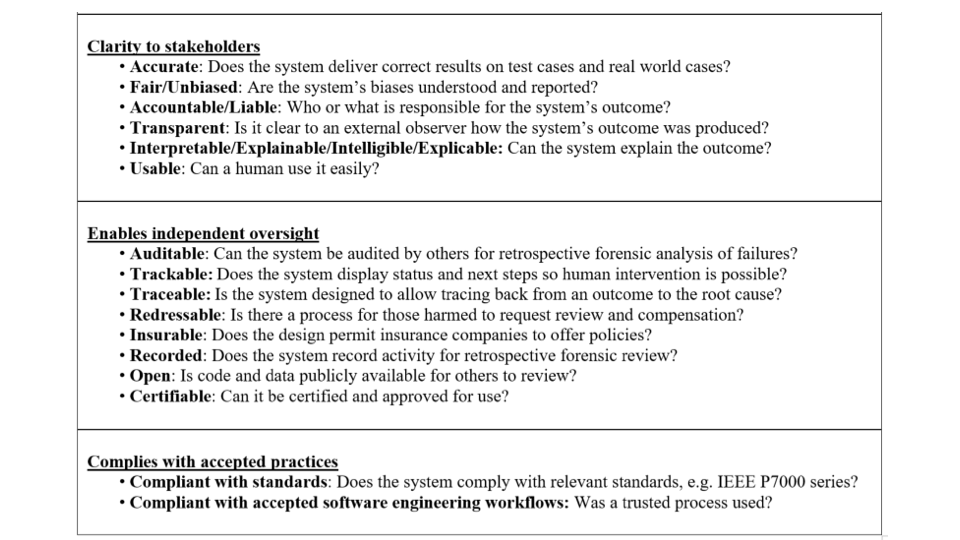 Clarity to stakeholders
• Accurate: Does the system deliver correct results on test cases and real world cases?
• Fair/Unbiased: Are the system’s biases understood and reported?
• Accountable/Liable: Who or what is responsible for the system’s outcome?
• Transparent: Is it clear to an external observer how the system’s outcome was produced?
• Interpretable/Explainable/Intelligible/Explicable: Can the system explain the outcome?
• Usable: Can a human use it easily?
Enables independent oversight
• Auditable: Can the system be audited by others for retrospective forensic analysis of failures?
• Trackable: Does the system display status and next steps so human intervention is possible?
• Traceable: Is the system designed to allow tracing back from an outcome to the root cause?
• Redressable: Is there a process for those harmed to request review and compensation?
• Insurable: Does the design permit insurance companies to offer policies?
• Recorded: Does the system record activity for retrospective forensic review?
• Open: Is code and data publicly available for others to review?
• Certifiable: Can it be certified and approved for use?
Complies with accepted practices
• Compliant with standards: Does the system comply with relevant standards, e.g. IEEE P7000 series?
• Compliant with accepted software engineering workflows: Was a trusted process used?